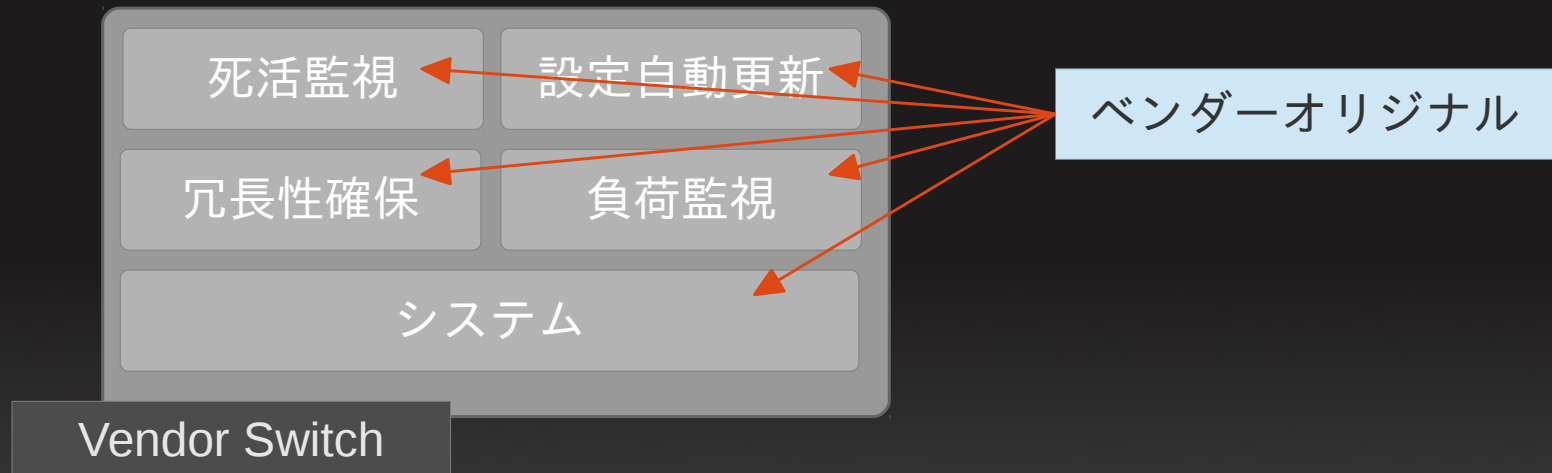 死活監視
設定自動更新
ベンダーオリジナル
冗長性確保
負荷監視
システム
Vendor Switch